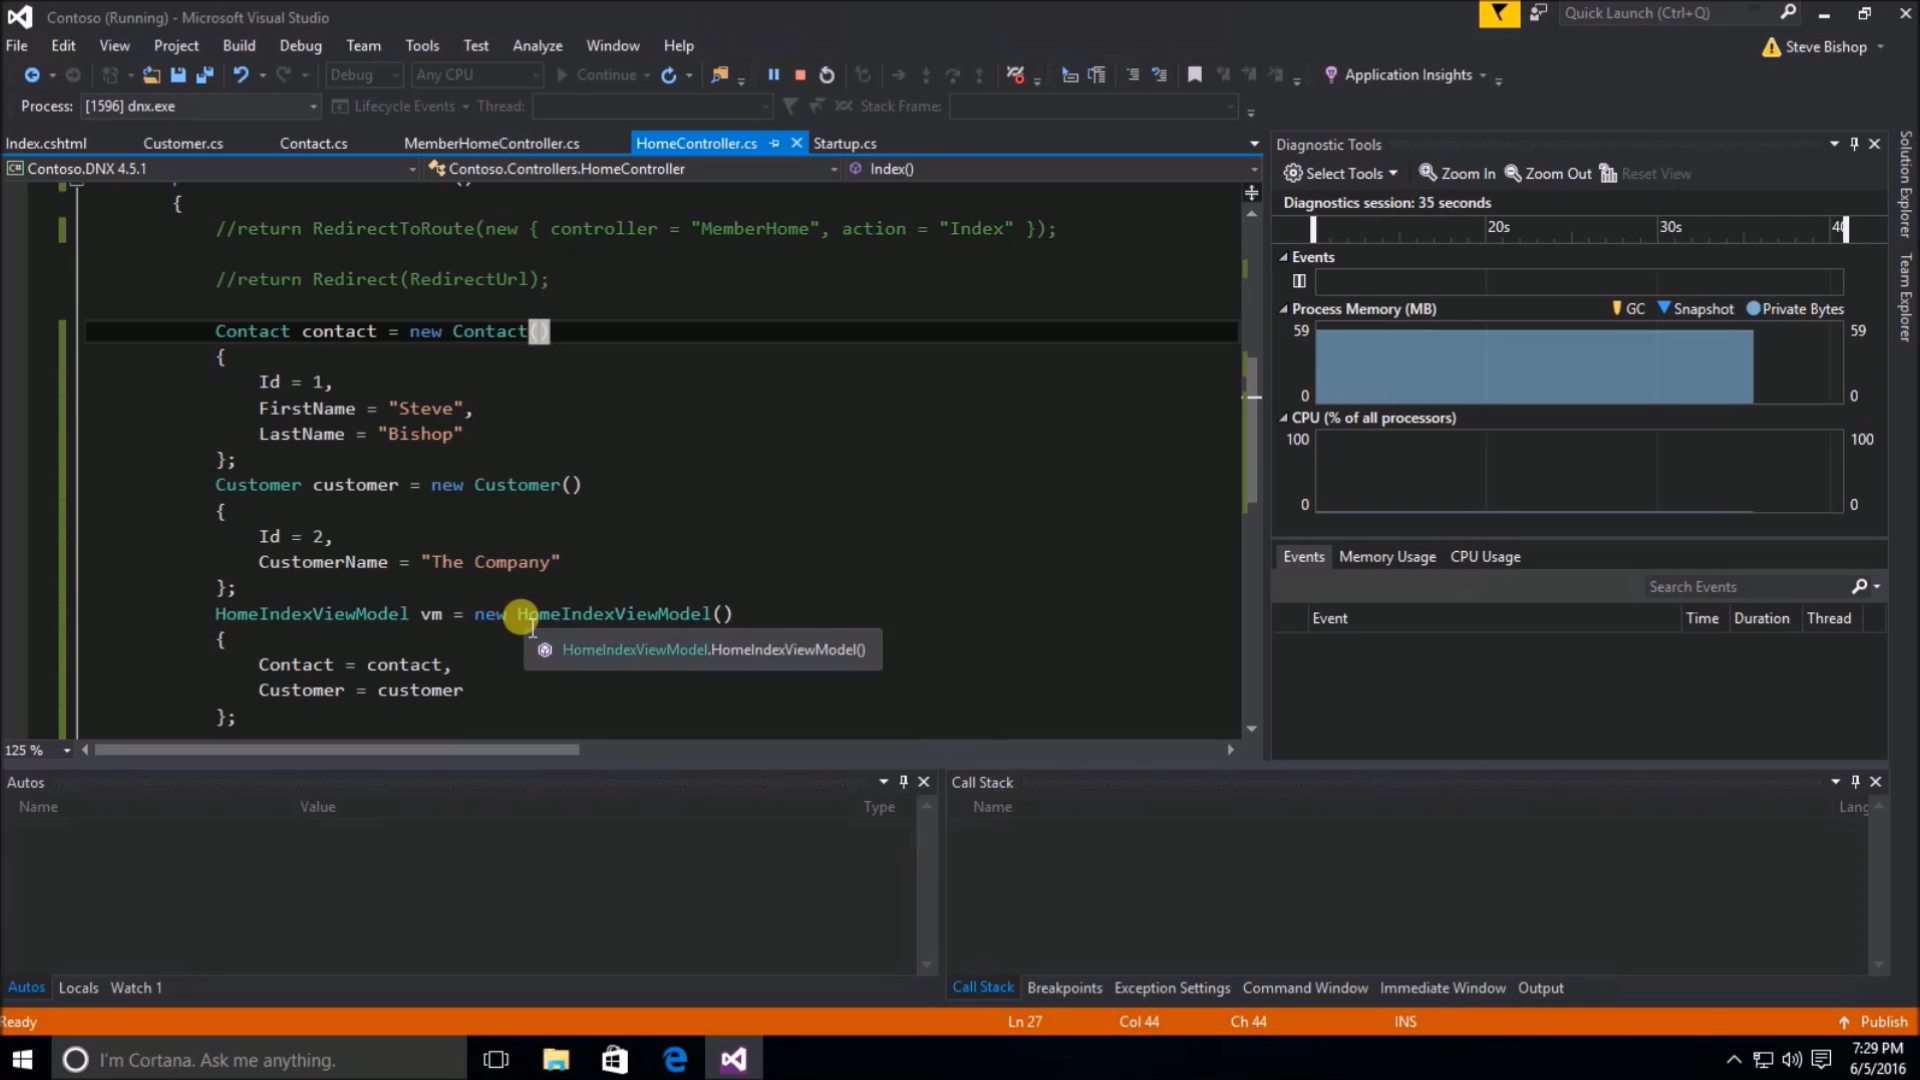 Contoso (Running) - Microsoft Visual Studio
Quick Launch (Ctrl+Q)
File Edit View Project Build Debug Team Tools Test Analyze Window Help
Steve Bishop
Debug Any CPU Continue Application Insights
Process: [1596] dnx.exe Lifecycle Events Thread: Stack Frame:
Index.cshtml Customer.cs Contact.cs MemberHomeController.cs HomeController.cs Startup.cs
Contoso.DNX 4.5.1 Contoso.Controllers.HomeController Index()
{
//return RedirectToRoute(new { controller = "MemberHome", action = "Index" });
//return Redirect(RedirectUrl);
Contact contact = new Contact()
{
Id = 1,
FirstName = "Steve",
LastName = "Bishop"
};
Customer customer = new Customer()
{
Id = 2,
CustomerName = "The Company"
};
HomeIndexViewModel vm = new HomeIndexViewModel()
{
HomeIndexViewModel.HomeIndexViewModel()
Contact = contact,
Customer = customer
};
125 %
Diagnostic Tools
Select Tools Zoom In Zoom Out Reset View
Diagnostics session: 35 seconds
20s 30s 40
Events
Process Memory (MB) GC Snapshot Private Bytes
59 59
0 0
CPU (% of all processors)
100 100
0 0
Events Memory Usage CPU Usage
Search Events
Event Time Duration Thread
Solution Explorer
Team Explorer
Autos
Name Value Type
Autos Locals Watch 1
Call Stack
Name Lang
Call Stack Breakpoints Exception Settings Command Window Immediate Window Output
Ready Ln 27 Col 44 Ch 44 INS Publish
I'm Cortana. Ask me anything.
7:29 PM
6/5/2016